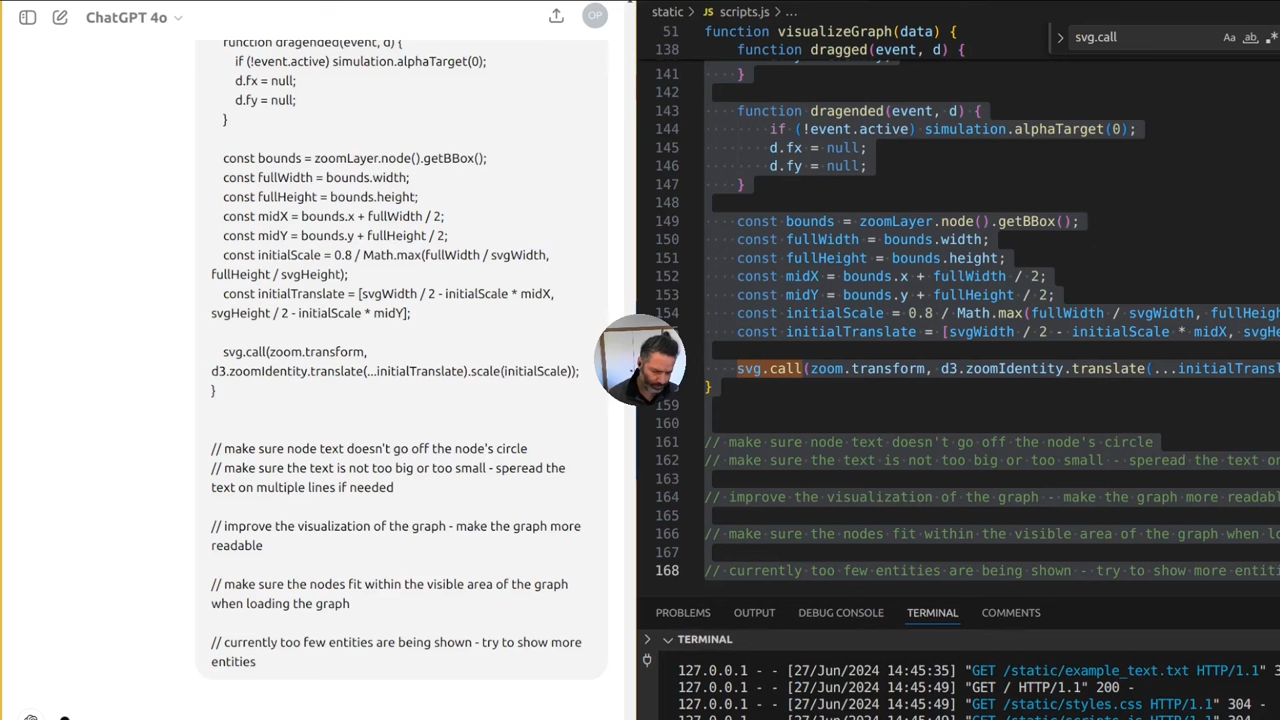 ChatGPT 4o
OP
function dragended(event, d) {
if (!event.active) simulation.alphaTarget(0);
d.fx = null;
d.fy = null;
}
const bounds = zoomLayer.node().getBBox();
const fullWidth = bounds.width;
const fullHeight = bounds.height;
const midX = bounds.x + fullWidth / 2;
const midY = bounds.y + fullHeight / 2;
const initialScale = 0.8 / Math.max(fullWidth / svgWidth,
fullHeight / svgHeight);
const initialTranslate = [svgWidth / 2 - initialScale * midX,
svgHeight / 2 - initialScale * midY];
svg.call(zoom.transform,
d3.zoomIdentity.translate(...initialTranslate).scale(initialScale));
}
// make sure node text doesn't go off the node's circle
// make sure the text is not too big or too small - speread the
text on multiple lines if needed
// improve the visualization of the graph - make the graph more
readable
// make sure the nodes fit within the visible area of the graph
when loading the graph
// currently too few entities are being shown - try to show more
entities
static > JS scripts.js > ...
51 function visualizeGraph(data) {
138 function dragged(event, d) {
svg.call
Aa ab
141 }
142
143 function dragended(event, d) {
144 if (!event.active) simulation.alphaTarget(0);
145 d.fx = null;
146 d.fy = null;
147 }
148
149 const bounds = zoomLayer.node().getBBox();
150 const fullWidth = bounds.width;
151 const fullHeight = bounds.height;
152 const midX = bounds.x + fullWidth / 2;
153 const midY = bounds.y + fullHeight / 2;
154 const initialScale = 0.8 / Math.max(fullWidth / svgWidth, fullHeigh
const initialTranslate = [svgWidth / 2 - initialScale * midX, svgHe
svg.call(zoom.transform, d3.zoomIdentity.translate(...initialTransl
}
159
160
161 // make sure node text doesn't go off the node's circle
162 // make sure the text is not too big or too small - speread the text on
163
164 // improve the visualization of the graph - make the graph more readabl
165
166 // make sure the nodes fit within the visible area of the graph when lo
167
168 // currently too few entities are being shown - try to show more entiti
PROBLEMS OUTPUT DEBUG CONSOLE TERMINAL COMMENTS
TERMINAL
127.0.0.1 - - [27/Jun/2024 14:45:35] "GET /static/example_text.txt HTTP/1.1" 3
127.0.0.1 - - [27/Jun/2024 14:45:49] "GET / HTTP/1.1" 200 -
127.0.0.1 - - [27/Jun/2024 14:45:49] "GET /static/styles.css HTTP/1.1" 304 -